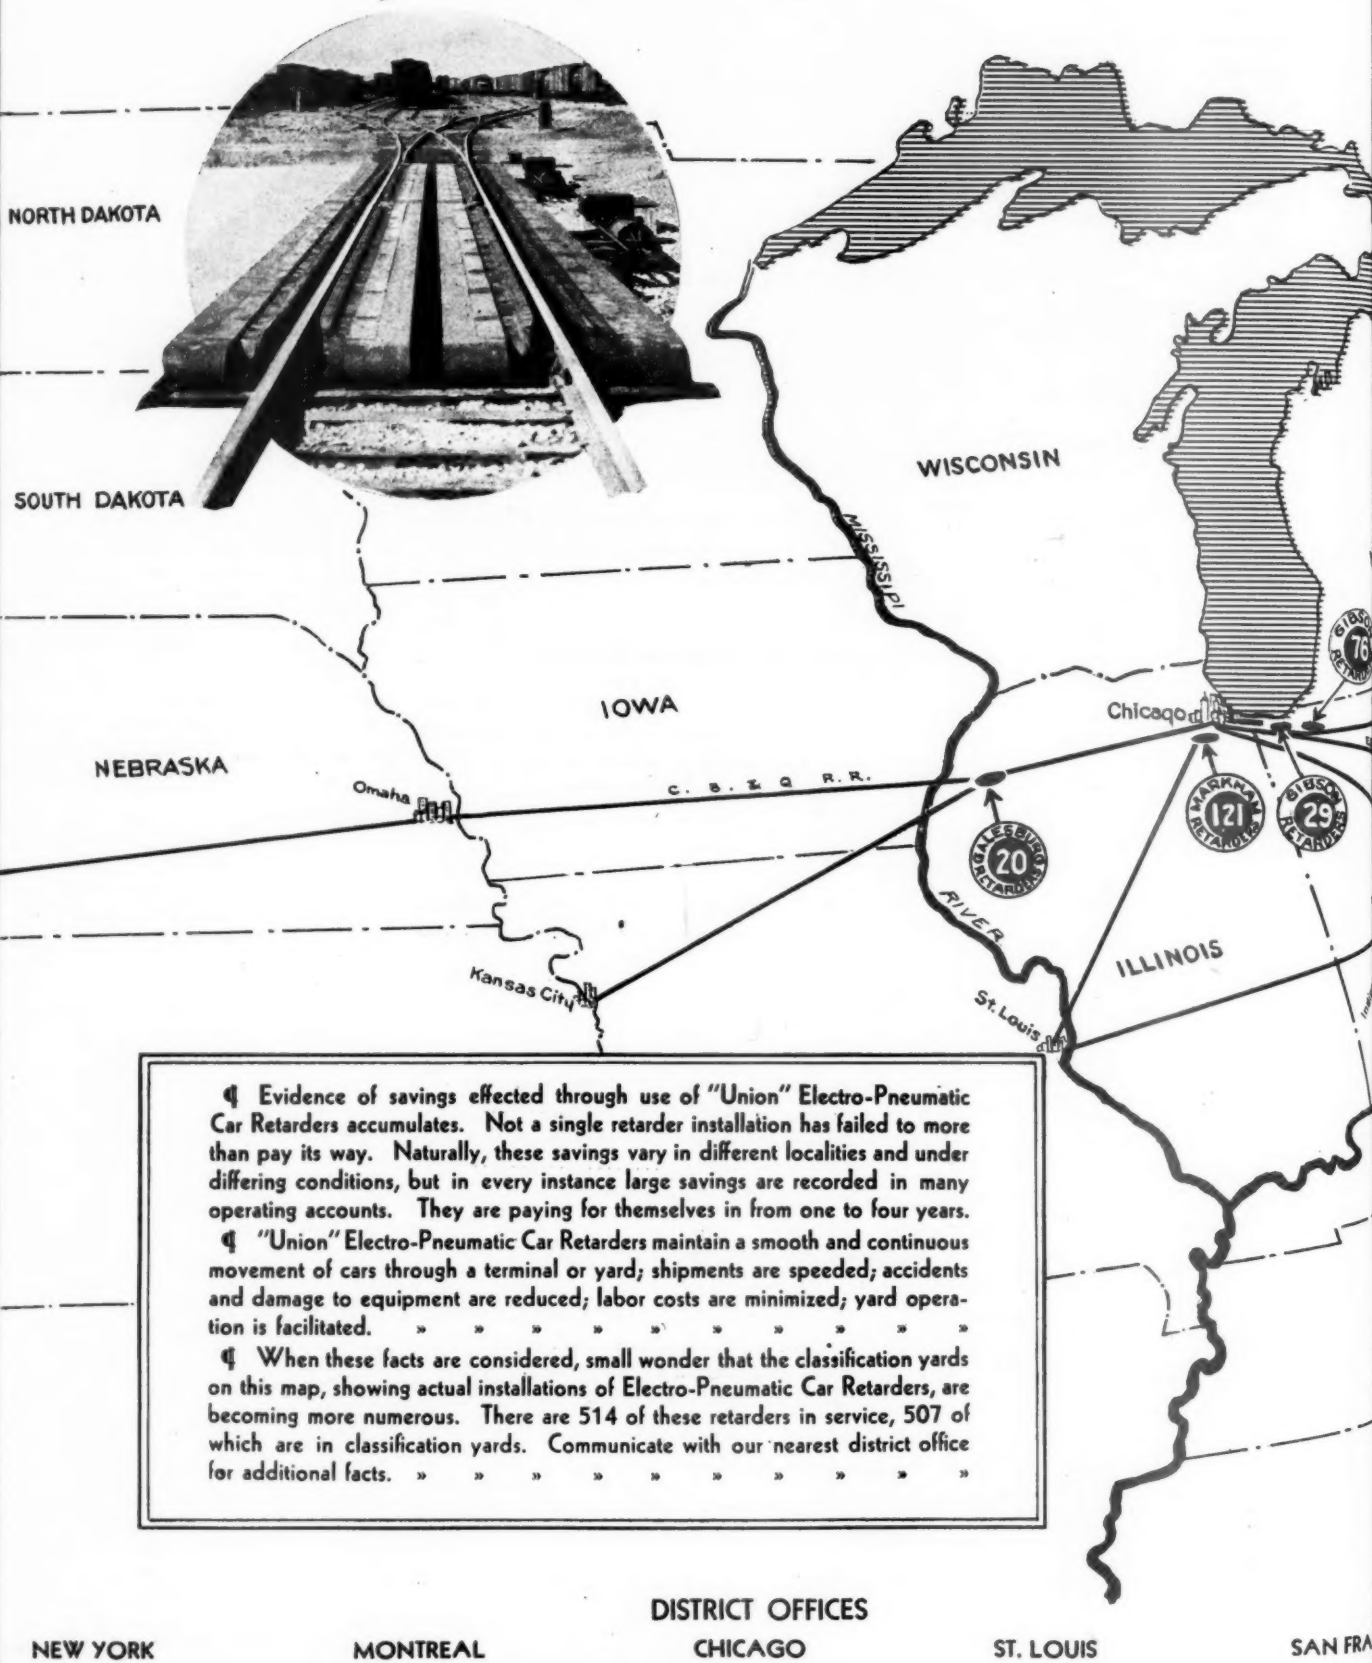 NORTH DAKOTA
SOUTH DAKOTA
WISCONSIN
MISSISSIPI
GIBSO
76
RETARDE
IOWA
Chicago
NEBRASKA
Omaha
C. B. & Q R.R.
MARKHAM
121
RETARDERS
GIBSON
29
RETARDERS
GALESBURG
20
RETARDERS
RIVER
ILLINOIS
Kansas City
St. Louis
¶ Evidence of savings effected through use of "Union" Electro-Pneumatic
Car Retarders accumulates. Not a single retarder installation has failed to more
than pay its way. Naturally, these savings vary in different localities and under
differing conditions, but in every instance large savings are recorded in many
operating accounts. They are paying for themselves in from one to four years.
¶ "Union" Electro-Pneumatic Car Retarders maintain a smooth and continuous
movement of cars through a terminal or yard; shipments are speeded; accidents
and damage to equipment are reduced; labor costs are minimized; yard opera-
tion is facilitated. » » » » » » » » » »
¶ When these facts are considered, small wonder that the classification yards
on this map, showing actual installations of Electro-Pneumatic Car Retarders, are
becoming more numerous. There are 514 of these retarders in service, 507 of
which are in classification yards. Communicate with our nearest district office
for additional facts. » » » » » » » » » »
DISTRICT OFFICES
NEW YORK MONTREAL CHICAGO ST. LOUIS SAN FRA